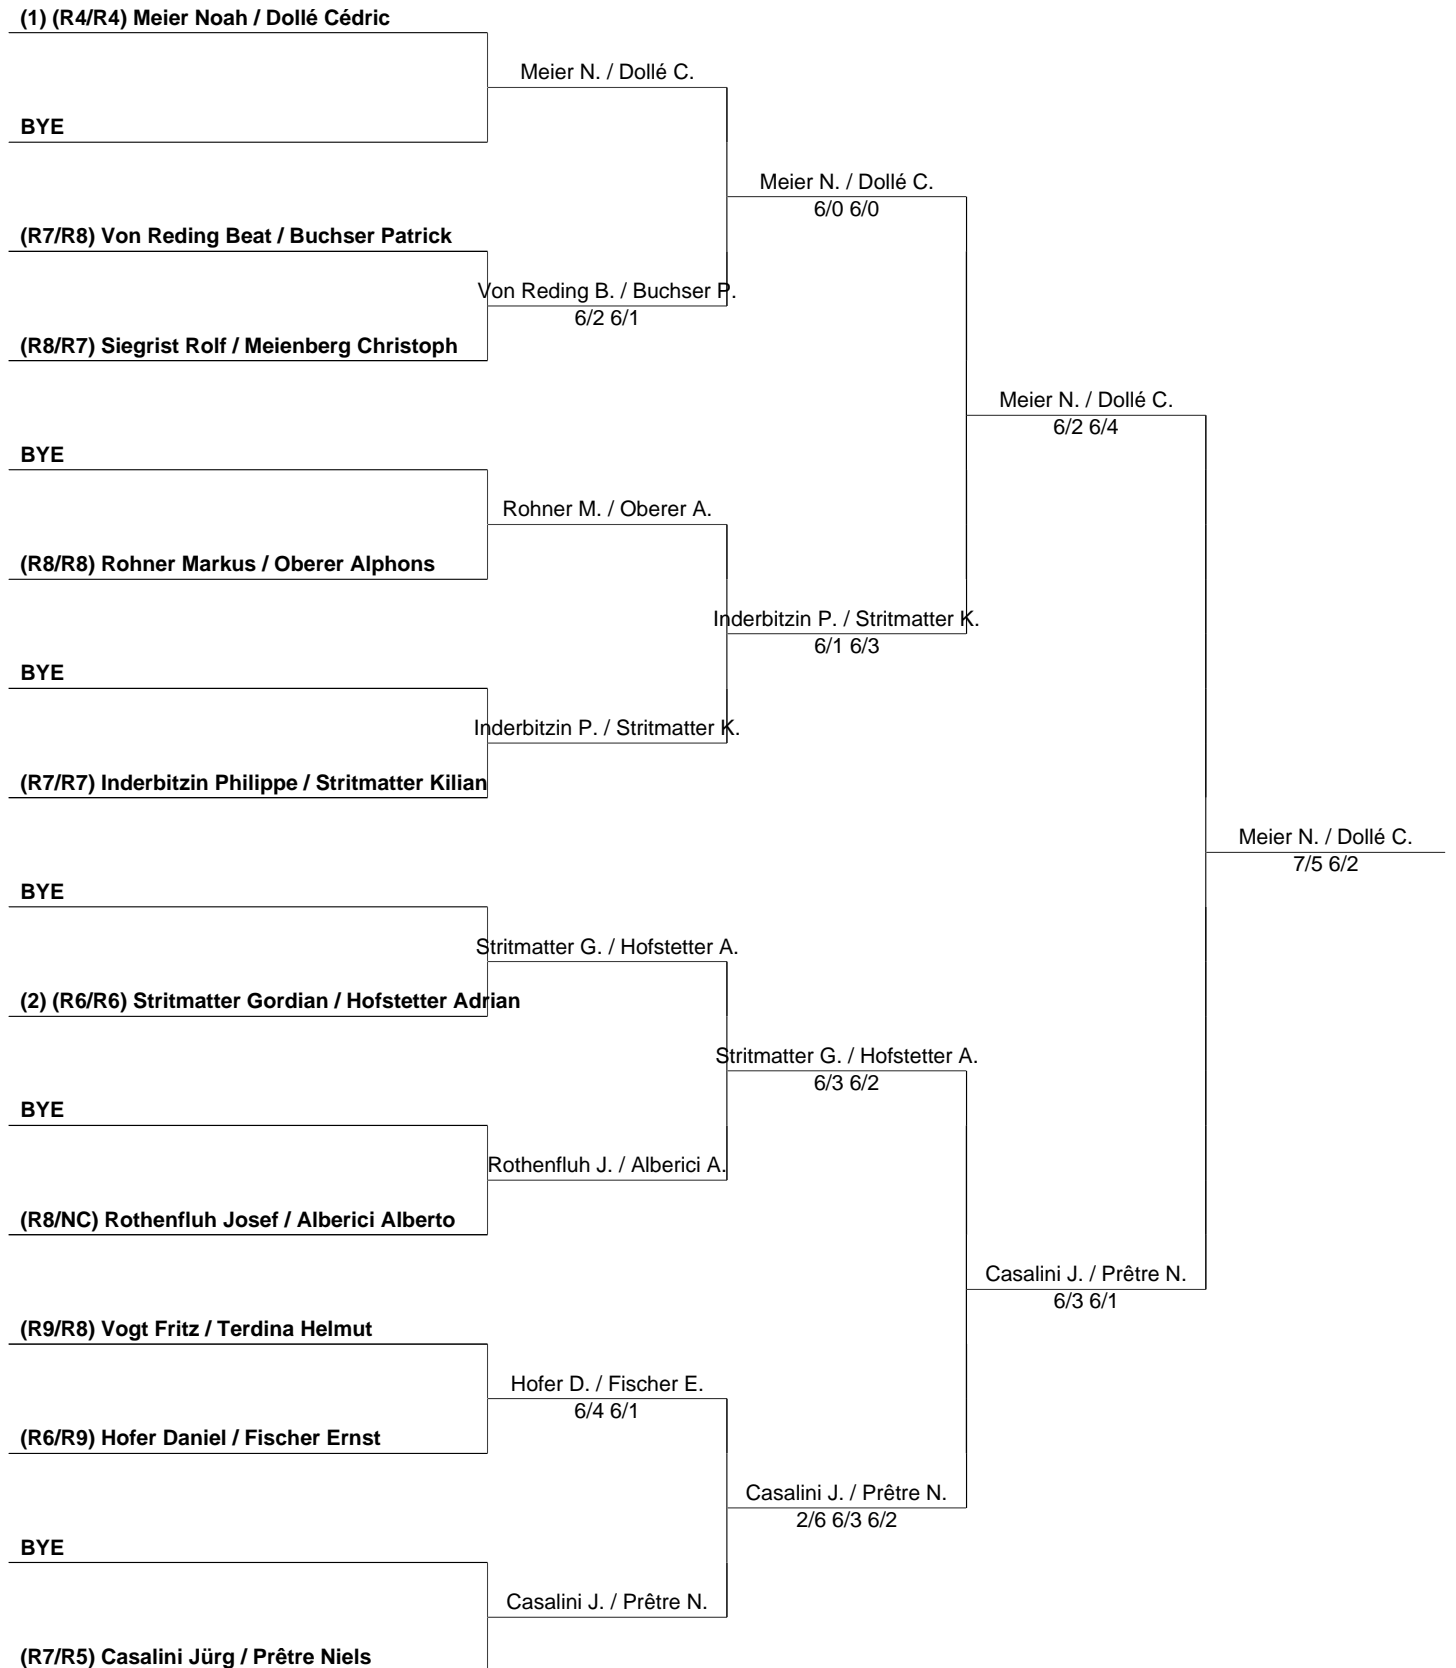 (1) (R4/R4) Meier Noah / Dollé Cédric
Meier N. / Dollé C.
BYE
Meier N. / Dollé C.
6/0 6/0
(R7/R8) Von Reding Beat / Buchser Patrick
Von Reding B. / Buchser P.
6/2 6/1
(R8/R7) Siegrist Rolf / Meienberg Christoph
Meier N. / Dollé C.
6/2 6/4
BYE
Rohner M. / Oberer A.
(R8/R8) Rohner Markus / Oberer Alphons
Inderbitzin P. / Stritmatter K.
6/1 6/3
BYE
Inderbitzin P. / Stritmatter K.
(R7/R7) Inderbitzin Philippe / Stritmatter Kilian
Meier N. / Dollé C.
7/5 6/2
BYE
Stritmatter G. / Hofstetter A.
(2) (R6/R6) Stritmatter Gordian / Hofstetter Adrian
Stritmatter G. / Hofstetter A.
6/3 6/2
BYE
Rothenfluh J. / Alberici A.
(R8/NC) Rothenfluh Josef / Alberici Alberto
Casalini J. / Prêtre N.
6/3 6/1
(R9/R8) Vogt Fritz / Terdina Helmut
Hofer D. / Fischer E.
6/4 6/1
(R6/R9) Hofer Daniel / Fischer Ernst
Casalini J. / Prêtre N.
2/6 6/3 6/2
BYE
Casalini J. / Prêtre N.
(R7/R5) Casalini Jürg / Prêtre Niels